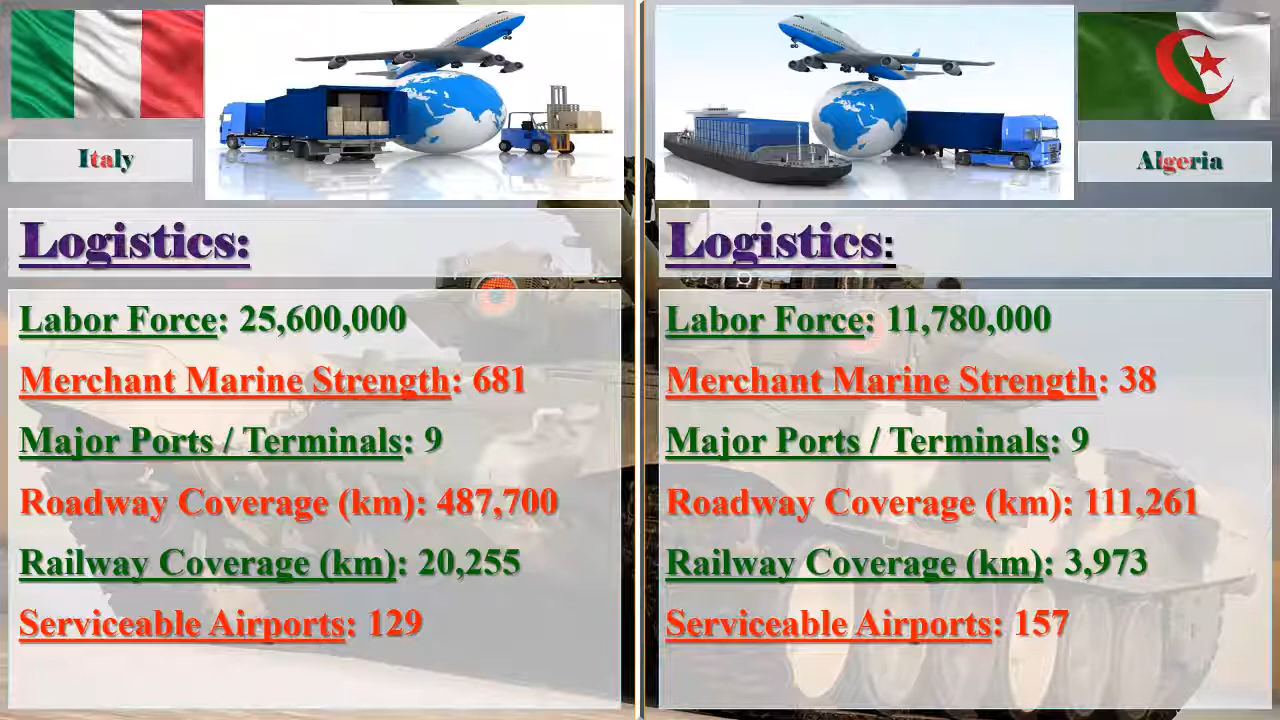 Italy
Logistics:
Labor Force: 25,600,000
Merchant Marine Strength: 681
Major Ports / Terminals: 9
Roadway Coverage (km): 487,700
Railway Coverage (km): 20,255
Serviceable Airports: 129
Algeria
Logistics:
Labor Force: 11,780,000
Merchant Marine Strength: 38
Major Ports / Terminals: 9
Roadway Coverage (km): 111,261
Railway Coverage (km): 3,973
Serviceable Airports: 157